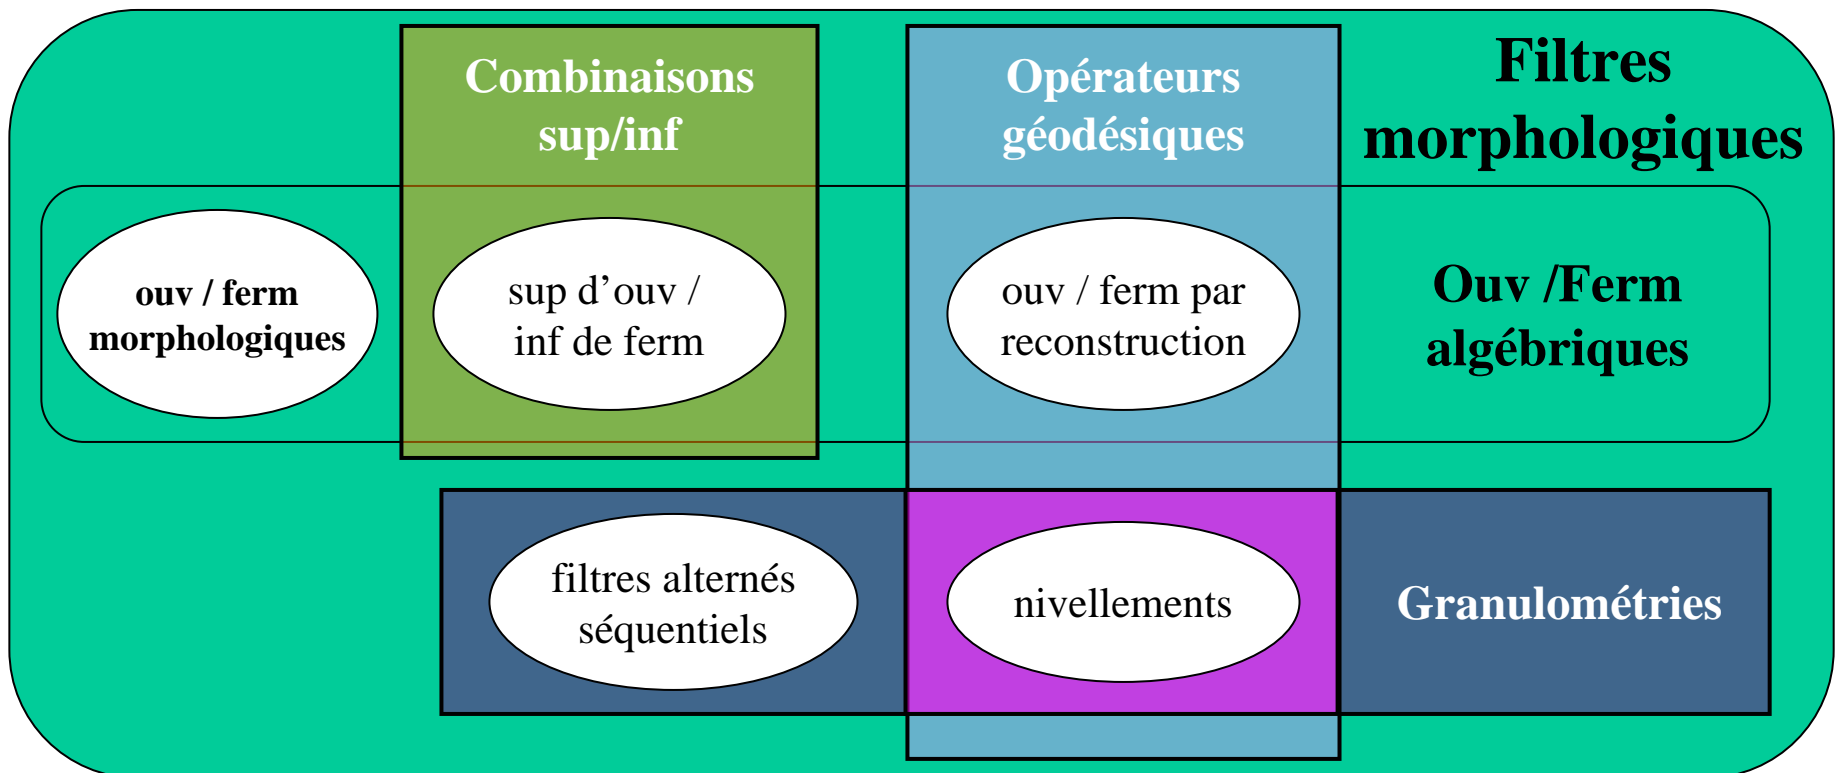 Combinaisons
sup/inf
Opérateurs
géodésiques
Filtres
morphologiques
ouv / ferm
morphologiques
sup d’ouv /
inf de ferm
ouv / ferm par
reconstruction
Ouv /Ferm
algébriques
filtres alternés
séquentiels
nivellements
Granulométries